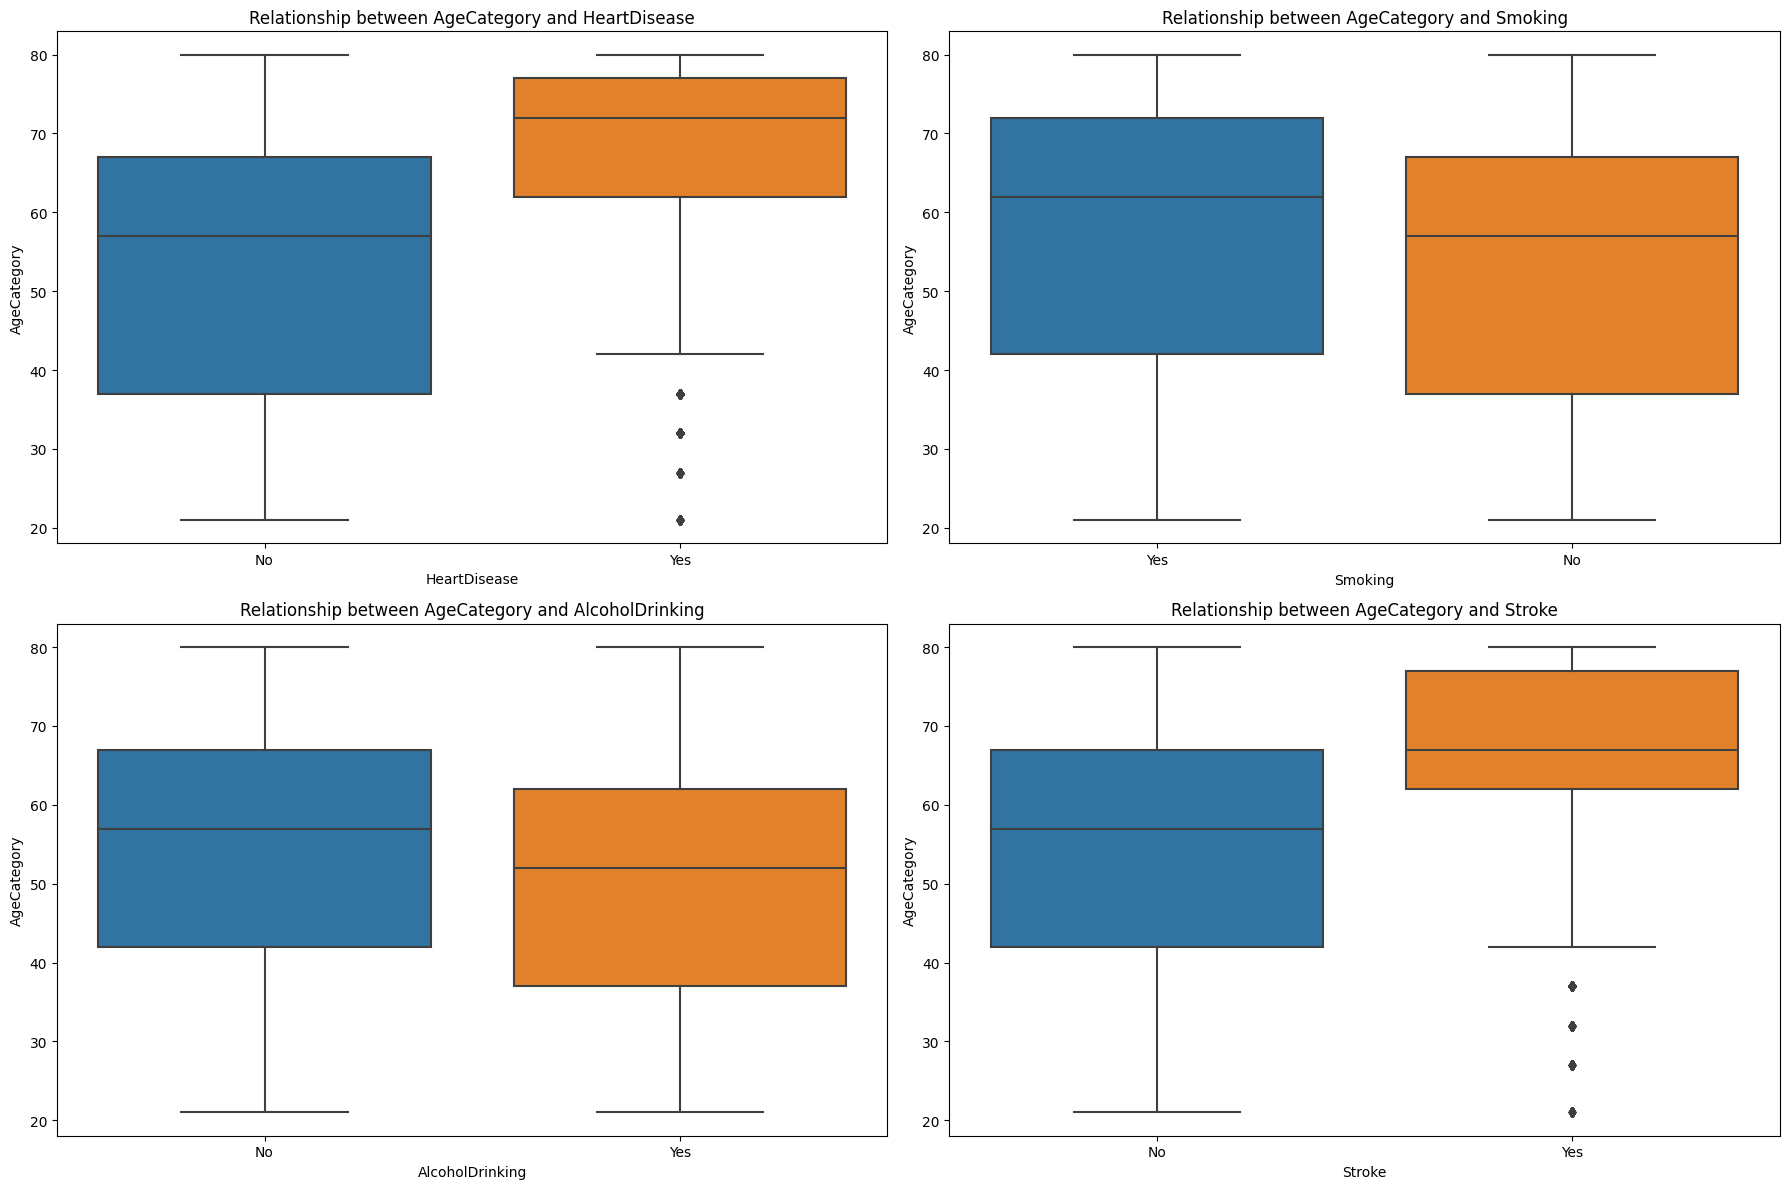 Relationship between AgeCategory and HeartDisease
AgeCategory
80
70
60
50
40
30
20
No
Yes
HeartDisease
Relationship between AgeCategory and Smoking
AgeCategory
80
70
60
50
40
30
20
Yes
No
Smoking
Relationship between AgeCategory and AlcoholDrinking
AgeCategory
80
70
60
50
40
30
20
No
Yes
AlcoholDrinking
Relationship between AgeCategory and Stroke
AgeCategory
80
70
60
50
40
30
20
No
Yes
Stroke